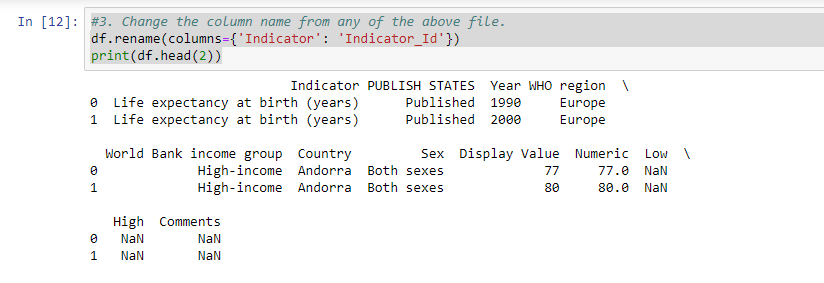 In [12]: #3. Change the column name from any of the above file.
df.rename(columns={'Indicator': 'Indicator_Id'})
print(df.head(2))
Indicator PUBLISH STATES Year WHO region \
0 Life expectancy at birth (years) Published 1990 Europe
1 Life expectancy at birth (years) Published 2000 Europe
World Bank income group Country Sex Display Value Numeric Low \
0 High-income Andorra Both sexes 77 77.0 NaN
1 High-income Andorra Both sexes 80 80.0 NaN
High Comments
0 NaN NaN
1 NaN NaN